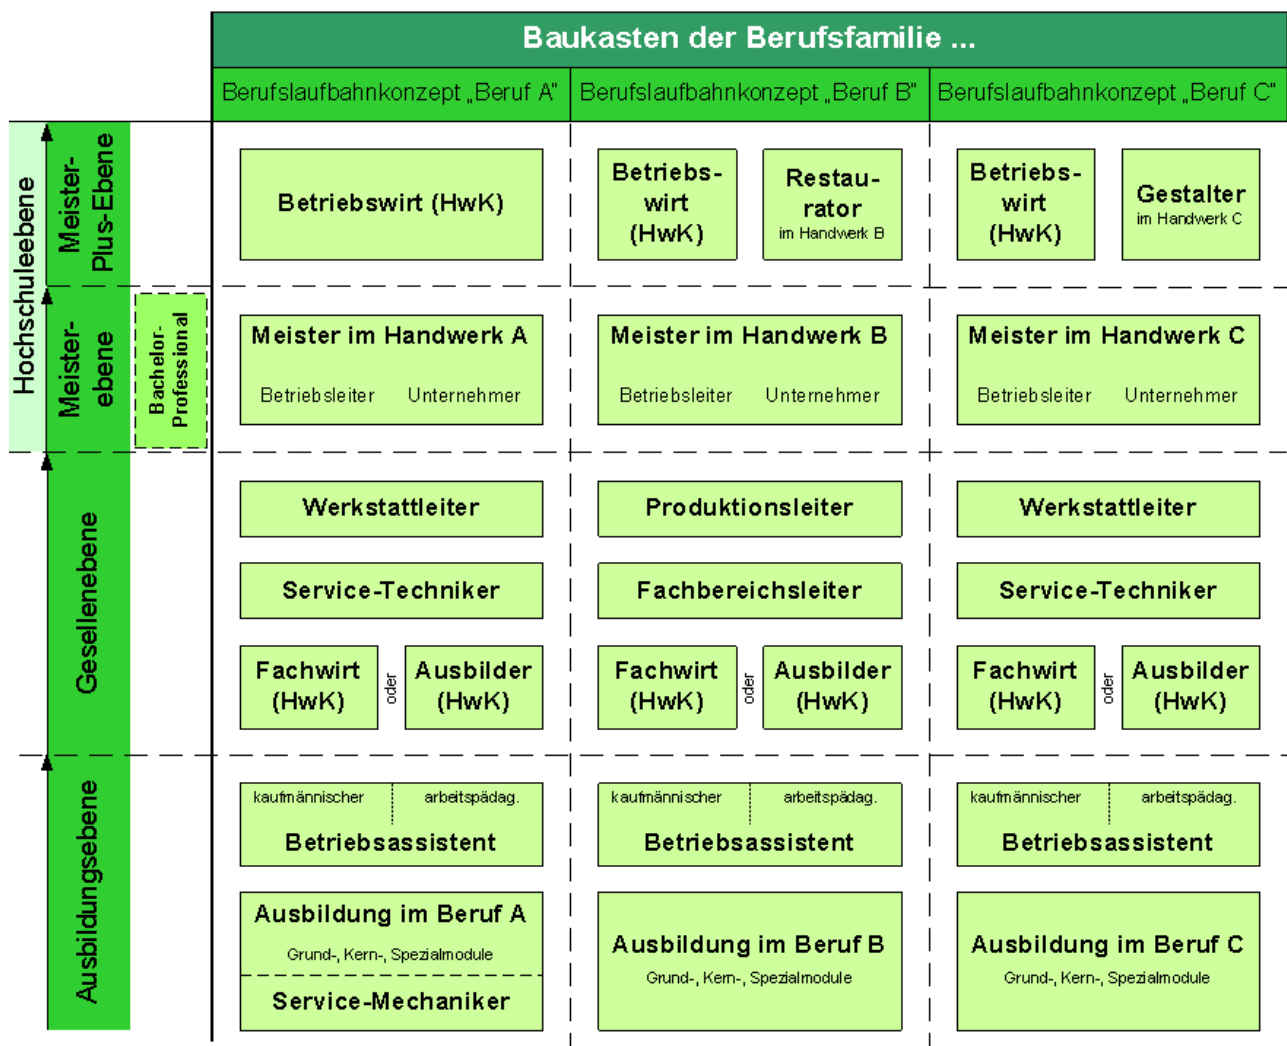 Baukasten der Berufsfamilie ...
Berufslaufbahnkonzept „Beruf A"
Berufslaufbahnkonzept „Beruf B"
Berufslaufbahnkonzept „Beruf C"
Hochschuleebene
Meister-
Plus-Ebene
Betriebswirt (HwK)
Betriebs-
wirt
(HwK)
Restau-
rator
im Handwerk B
Betriebs-
wirt
(HwK)
Gestalter
im Handwerk C
Meister-
ebene
Bachelor-
Professional
Meister im Handwerk A
Betriebsleiter Unternehmer
Meister im Handwerk B
Betriebsleiter Unternehmer
Meister im Handwerk C
Betriebsleiter Unternehmer
Gesellenebene
Werkstattleiter
Produktionsleiter
Werkstattleiter
Service-Techniker
Fachbereichsleiter
Service-Techniker
Fachwirt
(HwK)
oder
Ausbilder
(HwK)
Fachwirt
(HwK)
oder
Ausbilder
(HwK)
Fachwirt
(HwK)
oder
Ausbilder
(HwK)
Ausbildungsebene
kaufmännischer arbeitspädag.
Betriebsassistent
kaufmännischer arbeitspädag.
Betriebsassistent
kaufmännischer arbeitspädag.
Betriebsassistent
Ausbildung im Beruf A
Grund-, Kern-, Spezialmodule
Service-Mechaniker
Ausbildung im Beruf B
Grund-, Kern-, Spezialmodule
Ausbildung im Beruf C
Grund-, Kern-, Spezialmodule